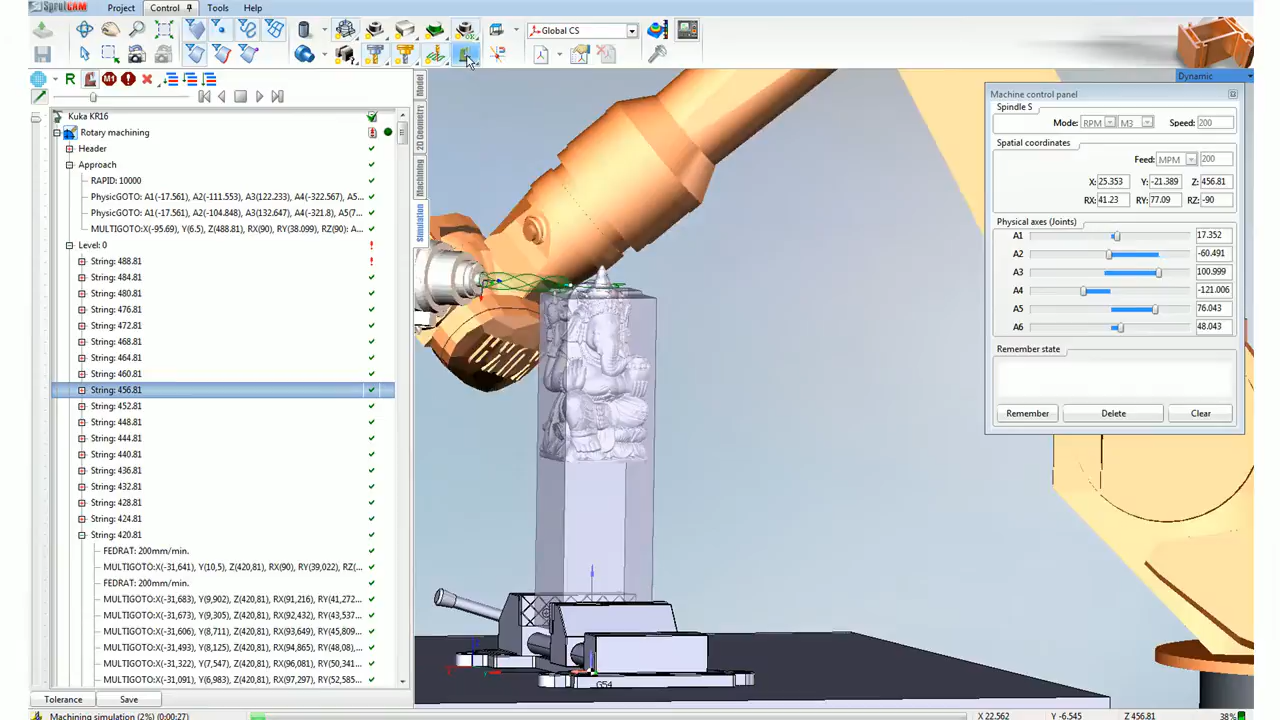 SprutCAM
Project
Control
Tools
Help
Global CS
Dynamic
R
M1
Kuka KR16
Rotary machining
Header
Approach
RAPID: 10000
PhysicGOTO: A1(-17.561), A2(-111.553), A3(122.233), A4(-322.567), A5...
PhysicGOTO: A1(-17.561), A2(-104.848), A3(132.647), A4(-321.8), A5(7...
MULTIGOTO:X(-95.69), Y(6.5), Z(488.81), RX(90), RY(38.099), RZ(90): A...
Level: 0
String: 488.81
String: 484.81
String: 480.81
String: 476.81
String: 472.81
String: 468.81
String: 464.81
String: 460.81
String: 456.81
String: 452.81
String: 448.81
String: 444.81
String: 440.81
String: 436.81
String: 432.81
String: 428.81
String: 424.81
String: 420.81
FEDRAT: 200mm/min.
MULTIGOTO:X(-31,641), Y(10,5), Z(420,81), RX(90), RY(39,022), RZ(...
FEDRAT: 200mm/min.
MULTIGOTO:X(-31,683), Y(9,902), Z(420,81), RX(91,216), RY(41,272...
MULTIGOTO:X(-31,673), Y(9,305), Z(420,81), RX(92,432), RY(43,537...
MULTIGOTO:X(-31,606), Y(8,711), Z(420,81), RX(93,649), RY(45,809...
MULTIGOTO:X(-31,491), Y(8,125), Z(420,81), RX(94,865), RY(48,08)...
MULTIGOTO:X(-31,322), Y(7,547), Z(420,81), RX(96,081), RY(50,341...
MULTIGOTO:X(-31,091), Y(6,983), Z(420,81), RX(97,297), RY(52,585...
Tolerance
Save
Machining simulation (2%) (0:00:27)
Model
2D Geometry
Machining
Simulation
G54
Machine control panel
Spindle S
Mode: RPM M3 Speed: 200
Spatial coordinates
Feed: MPM 200
X: 25.353 Y: -21.389 Z: 456.81
RX: 41.23 RY: 77.09 RZ: -90
Physical axes (Joints)
A1 17.352
A2 -60.491
A3 100.999
A4 -121.006
A5 76.043
A6 48.043
Remember state
Remember
Delete
Clear
X 22.562 Y -6.545 Z 456.81 38%